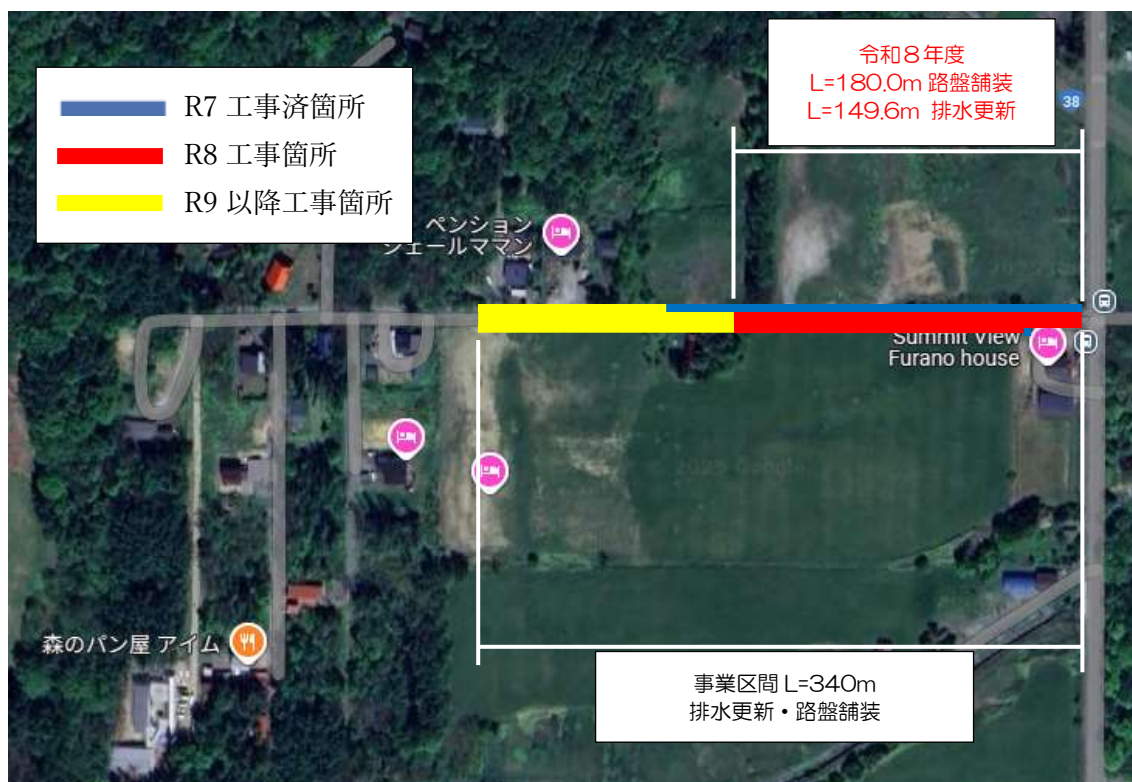 令和８年度
L=180.0m 路盤舗装
L=149.6m 排水更新
38
R7 工事済箇所
R8 工事箇所
R9 以降工事箇所
ペンション
シェールママン
Summit View
Furano house
森のパン屋 アイム
事業区間 L=340m
排水更新・路盤舗装